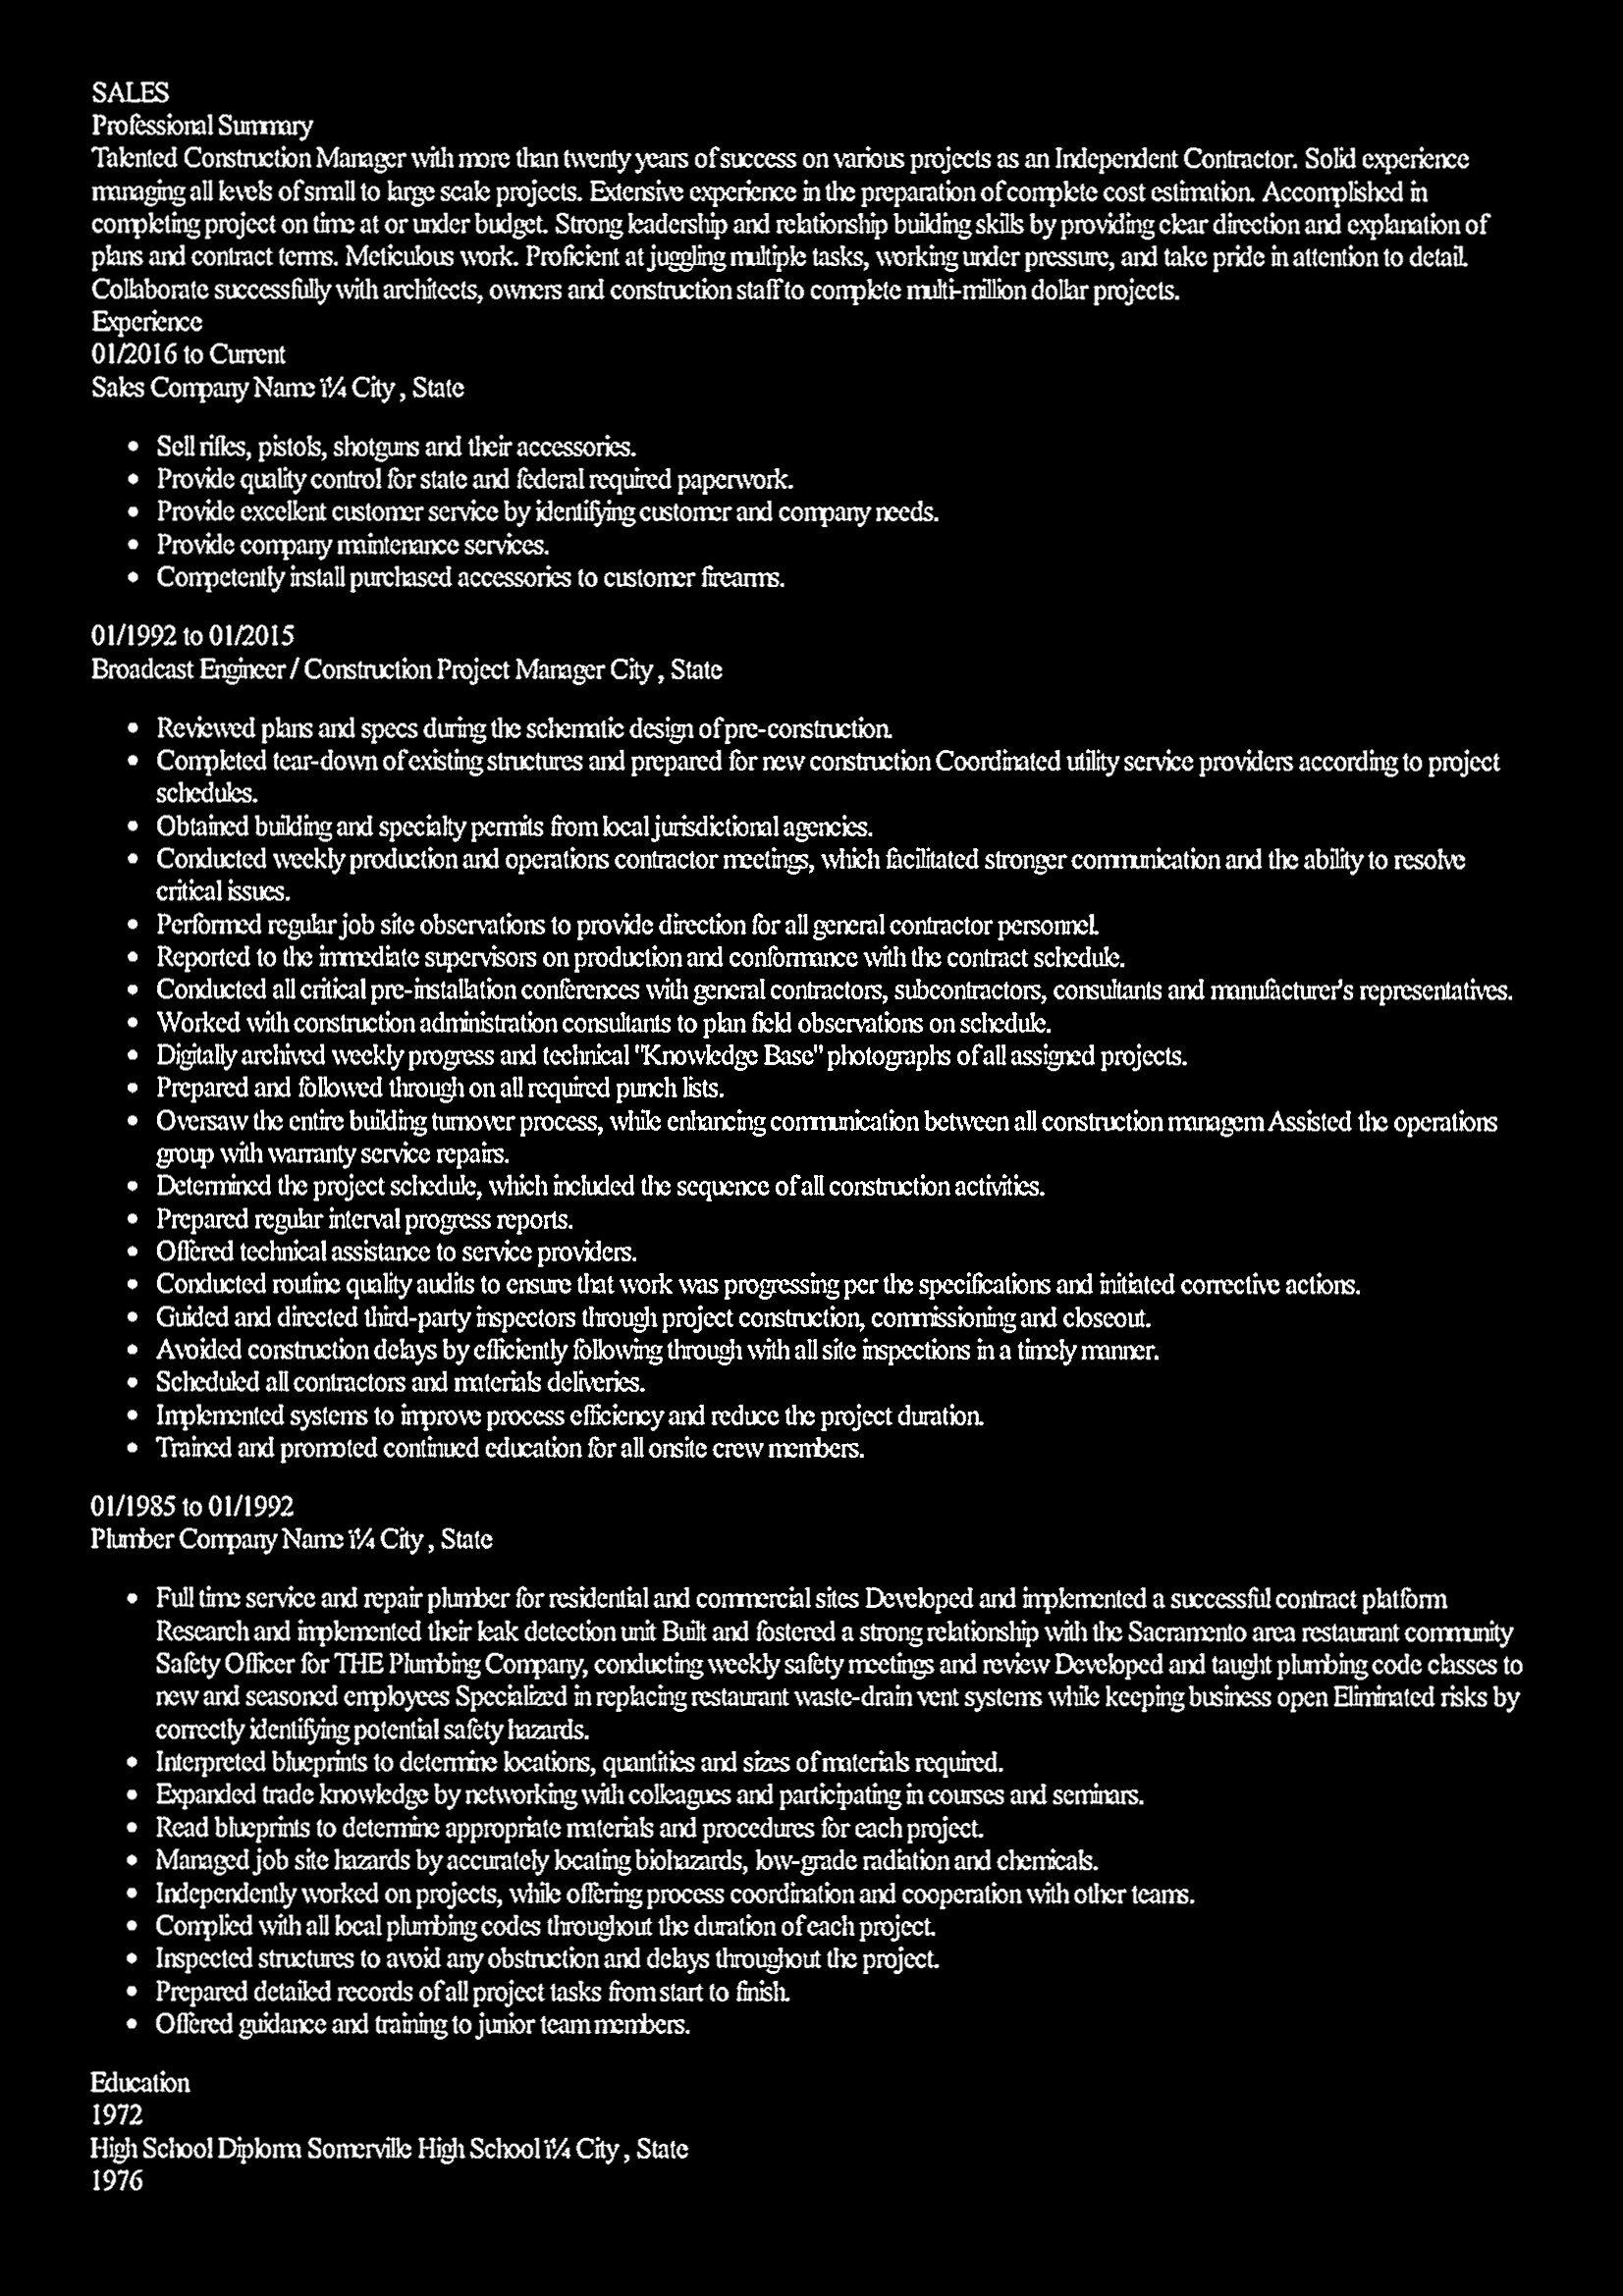 SALES
Professional Summary
Talented Construction Manager with more than twenty years of success on various projects as an Independent Contractor. Solid experience
managing all levels of small to large scale projects. Extensive experience in the preparation of complete cost estimation. Accomplished in
completing project on time at or under budget. Strong leadership and relationship building skills by providing clear direction and explanation of
plans and contract terms. Meticulous work. Proficient at juggling multiple tasks, working under pressure, and take pride in attention to detail.
Collaborate successfully with architects, owners and construction staff to complete multi-million dollar projects.
Experience
01/2016 to Current
Sales Company Name ï¼ City , State
• Sell rifles, pistols, shotguns and their accessories.
• Provide quality control for state and federal required paperwork.
• Provide excellent customer service by identifying customer and company needs.
• Provide company maintenance services.
• Competently install purchased accessories to customer firearms.
01/1992 to 01/2015
Broadcast Engineer / Construction Project Manager City , State
• Reviewed plans and specs during the schematic design of pre-construction.
• Completed tear-down of existing structures and prepared for new construction Coordinated utility service providers according to project
schedules.
• Obtained building and specialty permits from local jurisdictional agencies.
• Conducted weekly production and operations contractor meetings, which facilitated stronger communication and the ability to resolve
critical issues.
• Performed regular job site observations to provide direction for all general contractor personnel.
• Reported to the immediate supervisors on production and conformance with the contract schedule.
• Conducted all critical pre-installation conferences with general contractors, subcontractors, consultants and manufacturer's representatives.
• Worked with construction administration consultants to plan field observations on schedule.
• Digitally archived weekly progress and technical "Knowledge Base" photographs of all assigned projects.
• Prepared and followed through on all required punch lists.
• Oversaw the entire building turnover process, while enhancing communication between all construction managem Assisted the operations
group with warranty service repairs.
• Determined the project schedule, which included the sequence of all construction activities.
• Prepared regular interval progress reports.
• Offered technical assistance to service providers.
• Conducted routine quality audits to ensure that work was progressing per the specifications and initiated corrective actions.
• Guided and directed third-party inspectors through project construction, commissioning and closeout.
• Avoided construction delays by efficiently following through with all site inspections in a timely manner.
• Scheduled all contractors and materials deliveries.
• Implemented systems to improve process efficiency and reduce the project duration.
• Trained and promoted continued education for all onsite crew members.
01/1985 to 01/1992
Plumber Company Name ï¼ City , State
• Full time service and repair plumber for residential and commercial sites Developed and implemented a successful contract platform
Research and implemented their leak detection unit Built and fostered a strong relationship with the Sacramento area restaurant community
Safety Officer for THE Plumbing Company, conducting weekly safety meetings and review Developed and taught plumbing code classes to
new and seasoned employees Specialized in replacing restaurant waste-drain vent systems while keeping business open Eliminated risks by
correctly identifying potential safety hazards.
• Interpreted blueprints to determine locations, quantities and sizes of materials required.
• Expanded trade knowledge by networking with colleagues and participating in courses and seminars.
• Read blueprints to determine appropriate materials and procedures for each project.
• Managed job site hazards by accurately locating biohazards, low-grade radiation and chemicals.
• Independently worked on projects, while offering process coordination and cooperation with other teams.
• Complied with all local plumbing codes throughout the duration of each project.
• Inspected structures to avoid any obstruction and delays throughout the project.
• Prepared detailed records of all project tasks from start to finish.
• Offered guidance and training to junior team members.
Education
1972
High School Diploma Somerville High School ï¼ City , State
1976